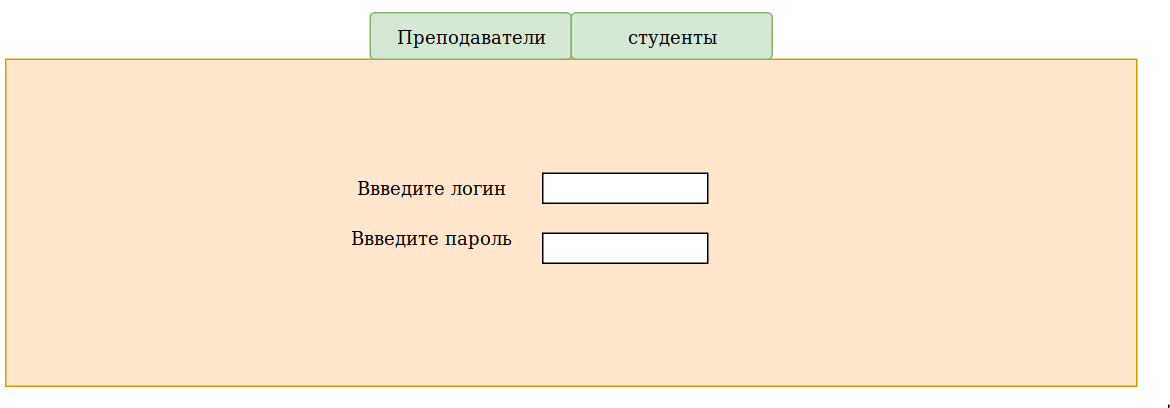 Преподаватели
студенты
Ввведите логин
Ввведите пароль